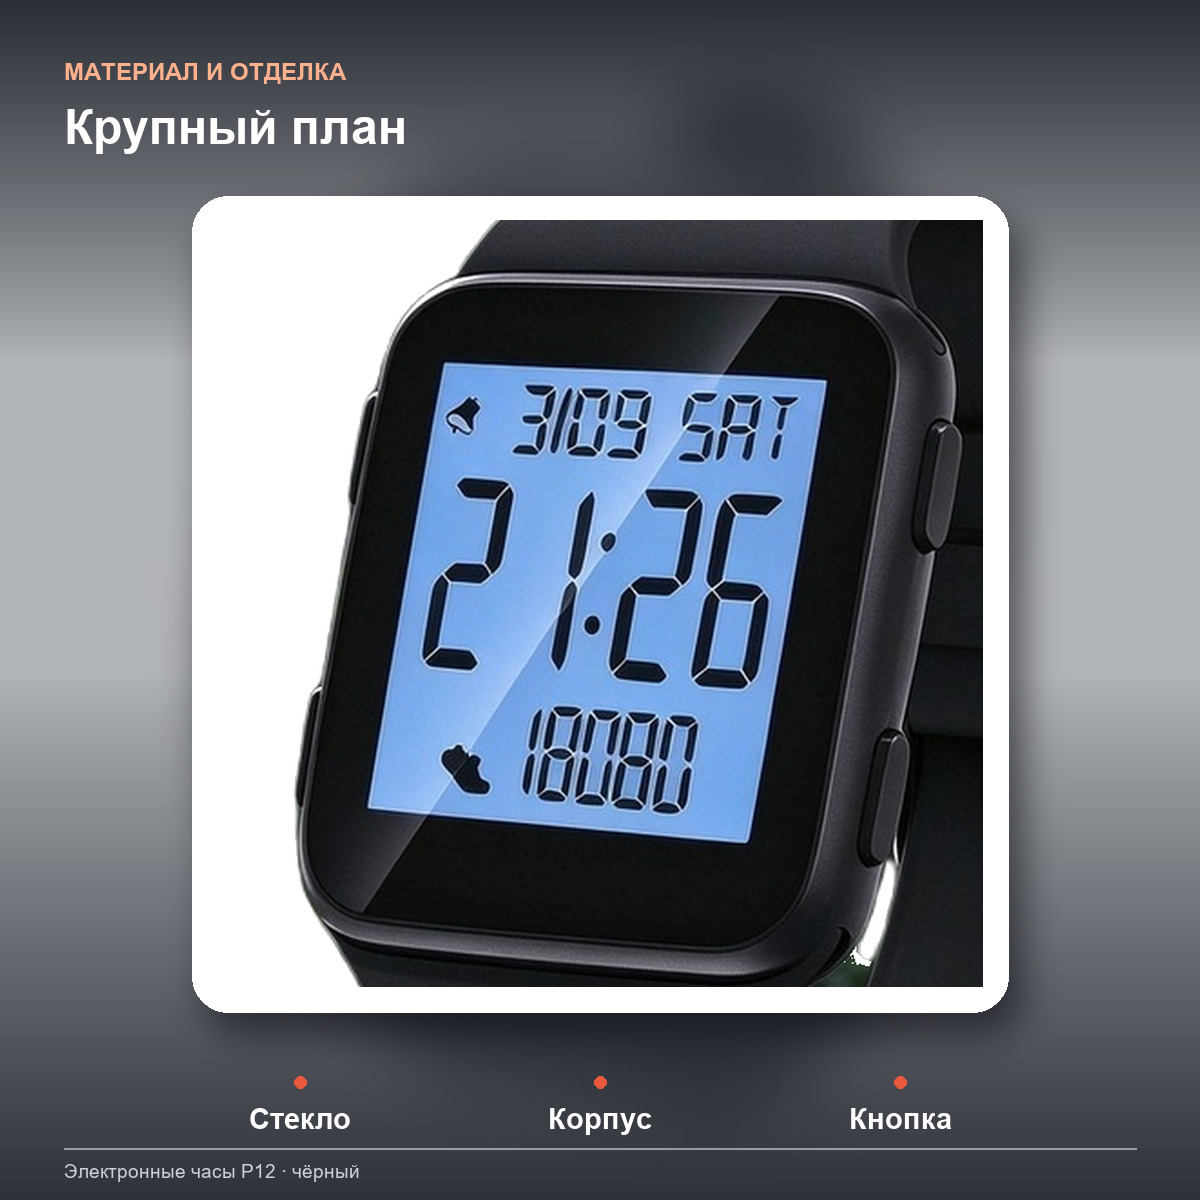 МАТЕРИАЛ И ОТДЕЛКА
Крупный план
3/09 SAT
21:26
18080
Стекло
Корпус
Кнопка
Электронные часы P12 · чёрный